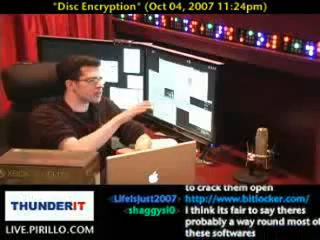 "Disc Encryption" (Oct 04, 2007 11:24pm)
XBOX
THUNDERIT
LIVE.PIRILLO.COM
to crack them open
<LifeIsJust2007> http://www.bitlocker.com/
<shaggysl0> I think its fair to say theres
probably a way round most of
these softwares